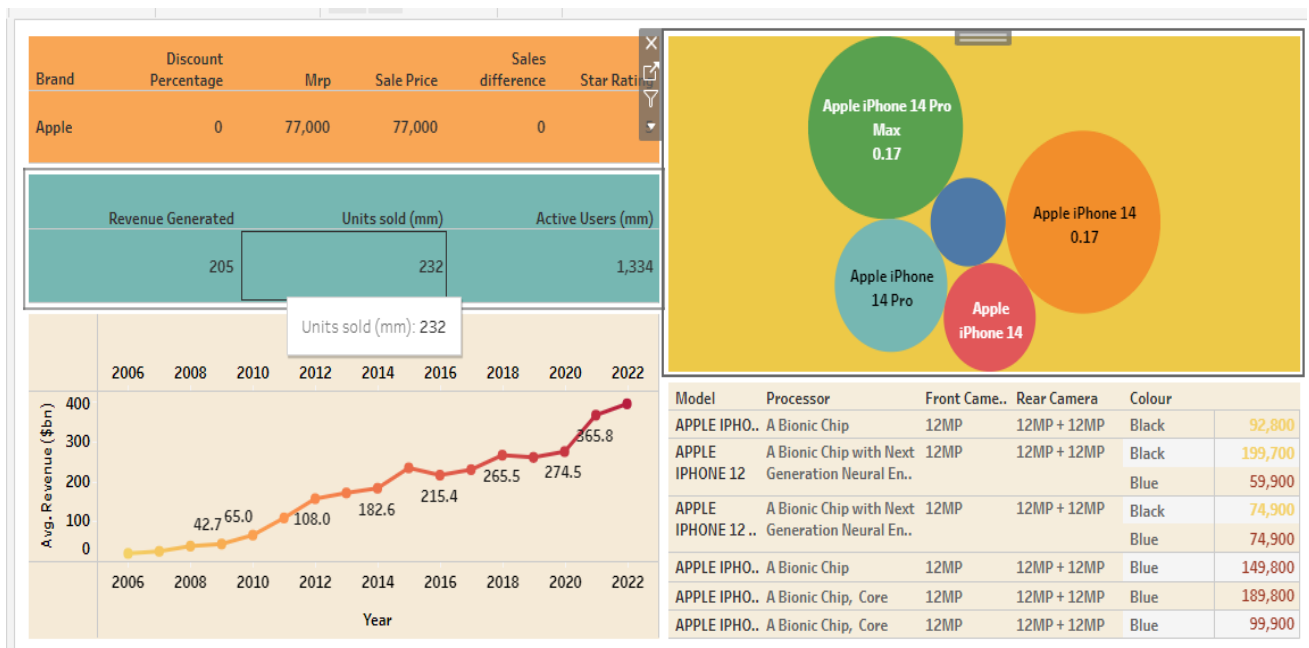 Brand Discount Percentage Mrp Sale Price Sales difference Star Rating
Apple 0 77,000 77,000 0
Revenue Generated Units sold (mm) Active Users (mm)
205 232 1,334
Units sold (mm): 232
2006 2008 2010 2012 2014 2016 2018 2020 2022
Avg. Revenue ($bn)
400
300
200
100
0
42.7 65.0 108.0 182.6 215.4 265.5 274.5 365.8
2006 2008 2010 2012 2014 2016 2018 2020 2022
Year
Apple iPhone 14 Pro
Max
0.17
Apple iPhone 14
0.17
Apple iPhone
14 Pro
Apple
iPhone 14
Model Processor Front Came.. Rear Camera Colour
APPLE IPHO.. A Bionic Chip 12MP 12MP + 12MP Black 92,800
APPLE IPHONE 12 A Bionic Chip with Next Generation Neural En.. 12MP 12MP + 12MP Black 199,700
Blue 59,900
APPLE IPHONE 12 .. A Bionic Chip with Next Generation Neural En.. 12MP 12MP + 12MP Black 74,900
Blue 74,900
APPLE IPHO.. A Bionic Chip 12MP 12MP + 12MP Blue 149,800
APPLE IPHO.. A Bionic Chip, Core 12MP 12MP + 12MP Blue 189,800
APPLE IPHO.. A Bionic Chip, Core 12MP 12MP + 12MP Blue 99,900